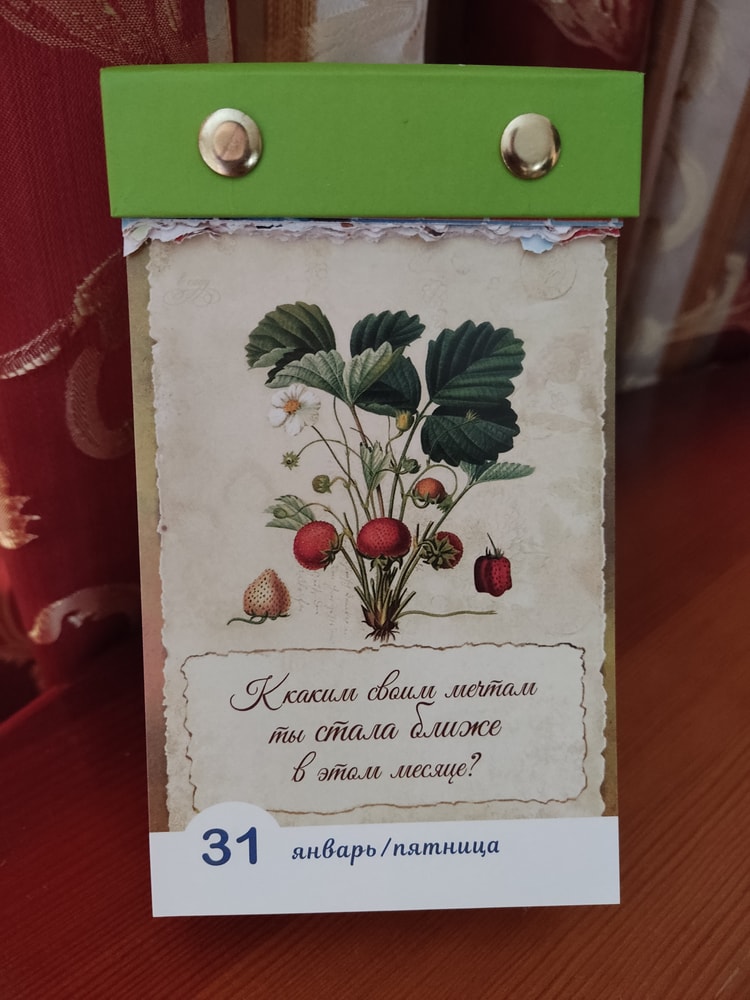 К каким своим мечтам
ты стала ближе
в этом месяце?
31 январь/пятница